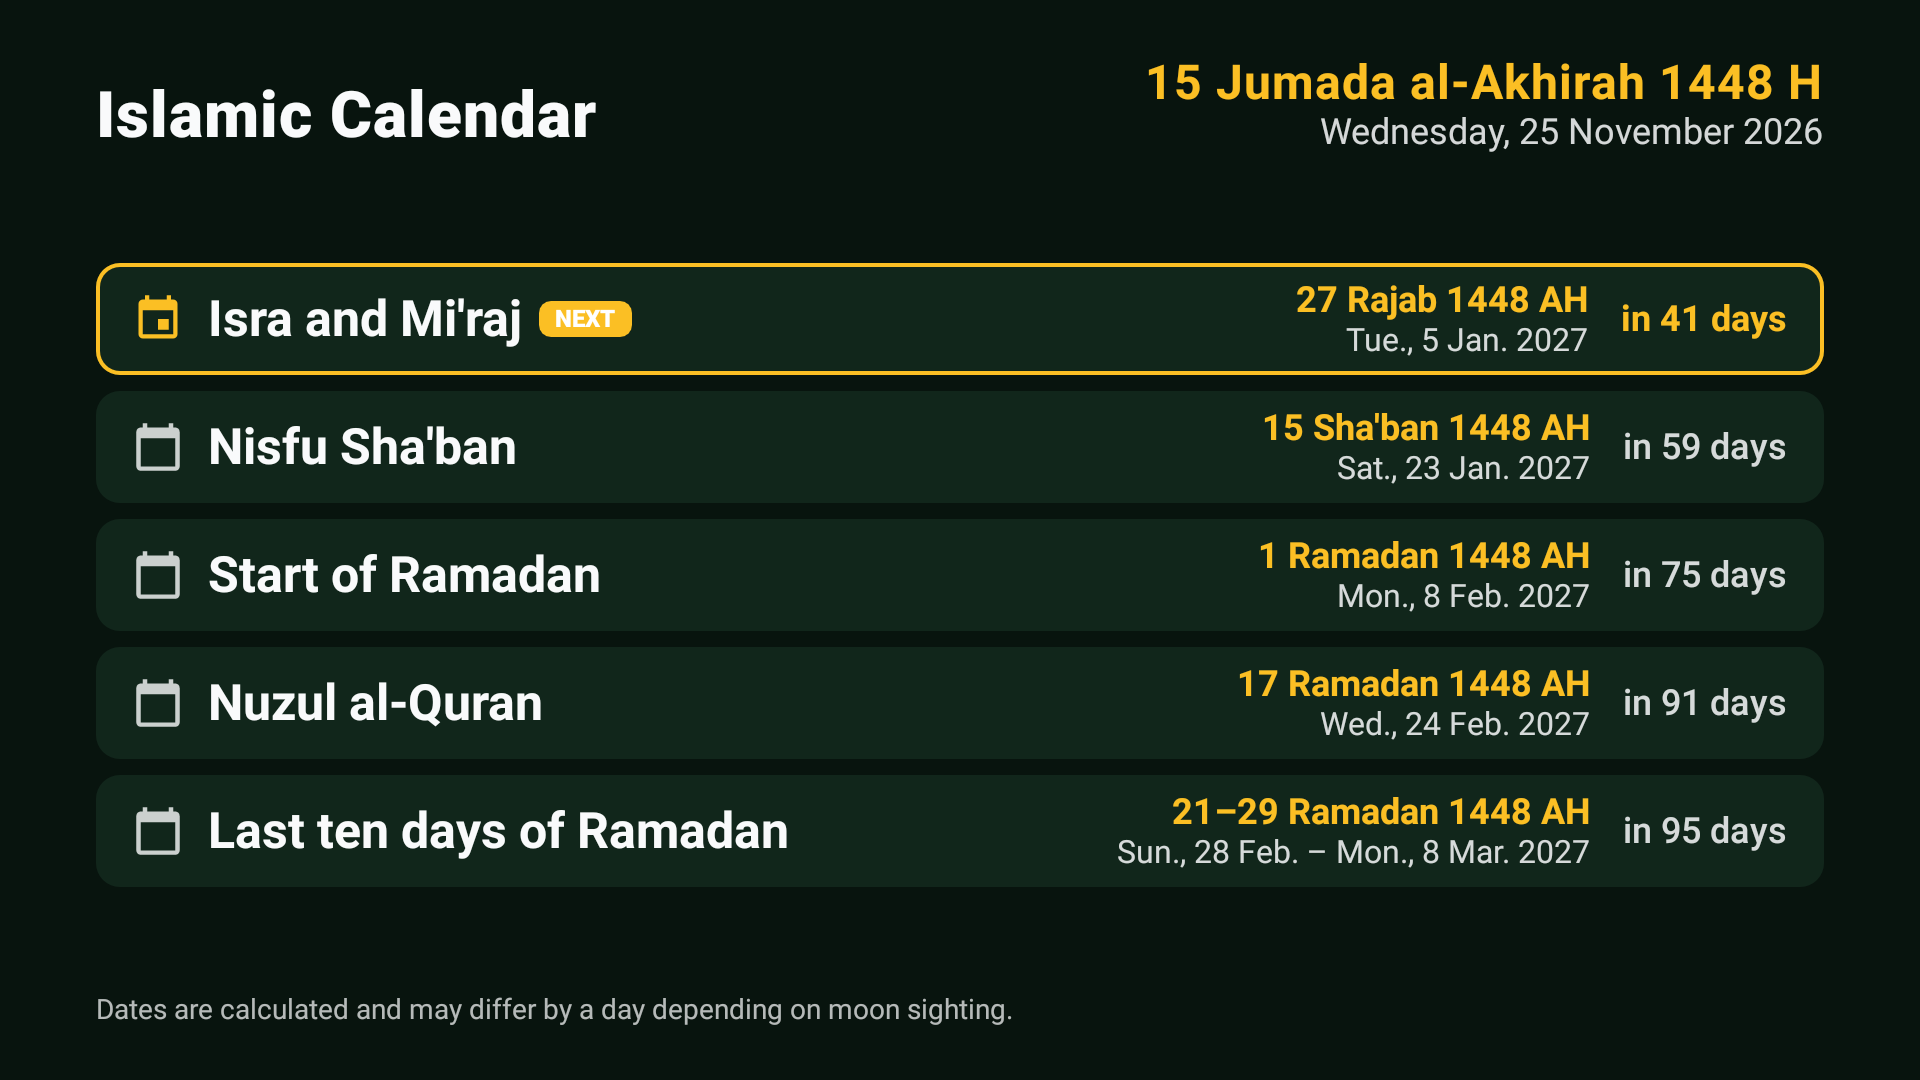 Islamic Calendar
15 Jumada al-Akhirah 1448 H
Wednesday, 25 November 2026
Isra and Mi'raj NEXT
27 Rajab 1448 AH
Tue., 5 Jan. 2027
in 41 days
Nisfu Sha'ban
15 Sha'ban 1448 AH
Sat., 23 Jan. 2027
in 59 days
Start of Ramadan
1 Ramadan 1448 AH
Mon., 8 Feb. 2027
in 75 days
Nuzul al-Quran
17 Ramadan 1448 AH
Wed., 24 Feb. 2027
in 91 days
Last ten days of Ramadan
21–29 Ramadan 1448 AH
Sun., 28 Feb. – Mon., 8 Mar. 2027
in 95 days
Dates are calculated and may differ by a day depending on moon sighting.